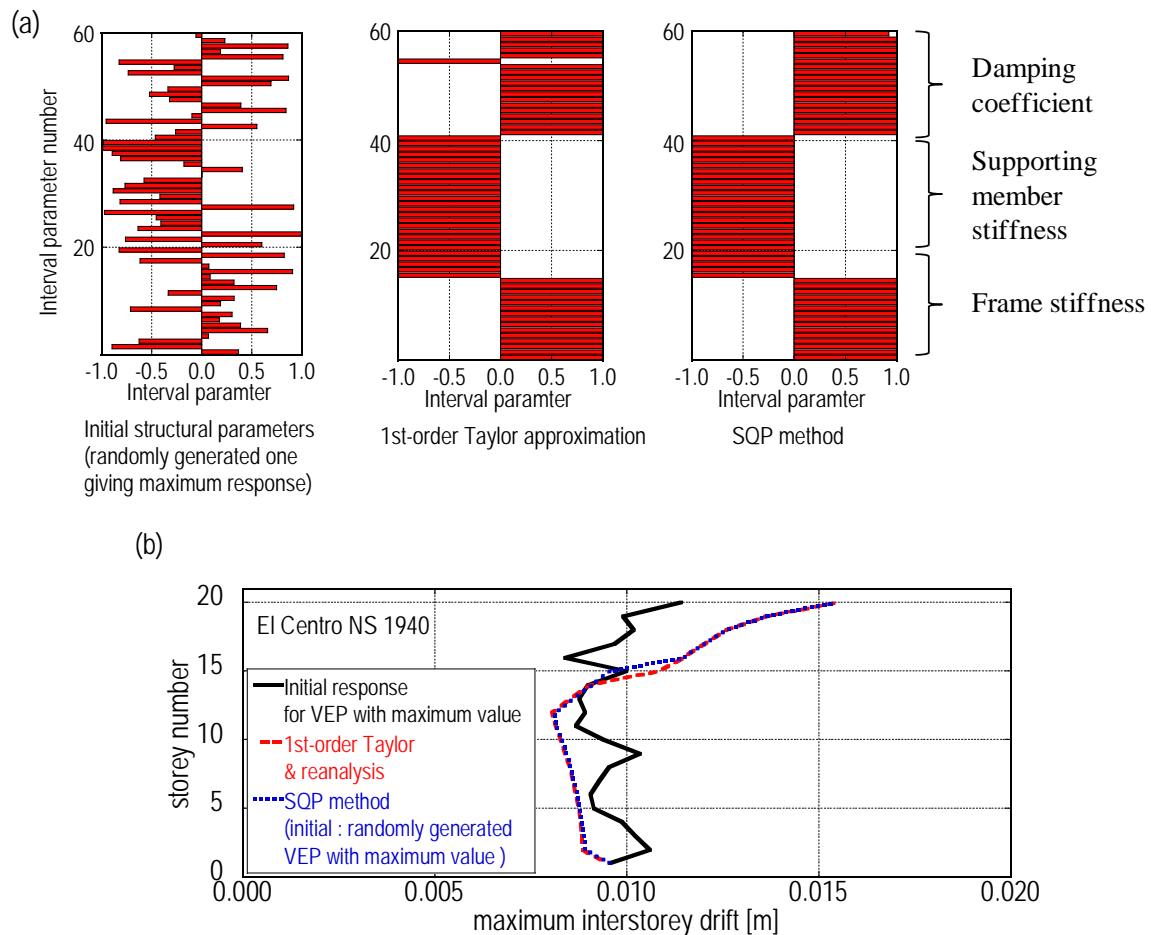 (a)
60
40
20
Interval parameter number
-1.0 -0.5 0.0 0.5 1.0
Interval paramter
Initial structural parameters
(randomly generated one
giving maximum response)
60
40
20
-1.0 -0.5 0.0 0.5 1.0
Interval paramter
1st-order Taylor approximation
60
40
20
-1.0 -0.5 0.0 0.5 1.0
Interval paramter
SQP method
Damping
coefficient
Supporting
member
stiffness
Frame stiffness
(b)
20
15
10
5
0
storey number
El Centro NS 1940
Initial response
for VEP with maximum value
1st-order Taylor
& reanalysis
SQP method
(initial : randomly generated
VEP with maximum value )
0.000 0.005 0.010 0.015 0.020
maximum interstorey drift [m]